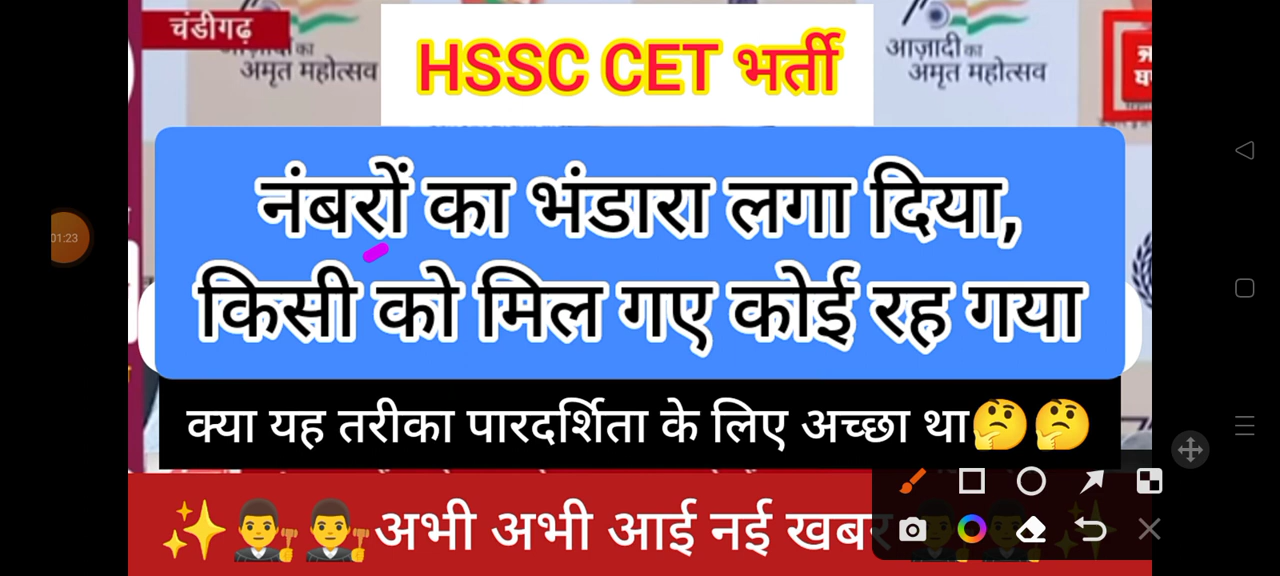 चंडीगढ़
HSSC CET भर्ती
का
अमृत महोत्सव
आज़ादी का
अमृत महोत्सव
नंबरों का भंडारा लगा दिया,
किसी को मिल गए कोई रह गया
01:23
क्या यह तरीका पारदर्शिता के लिए अच्छा था🤔🤔
✨👨‍⚖️👨‍⚖️अभी अभी आई नई खबर